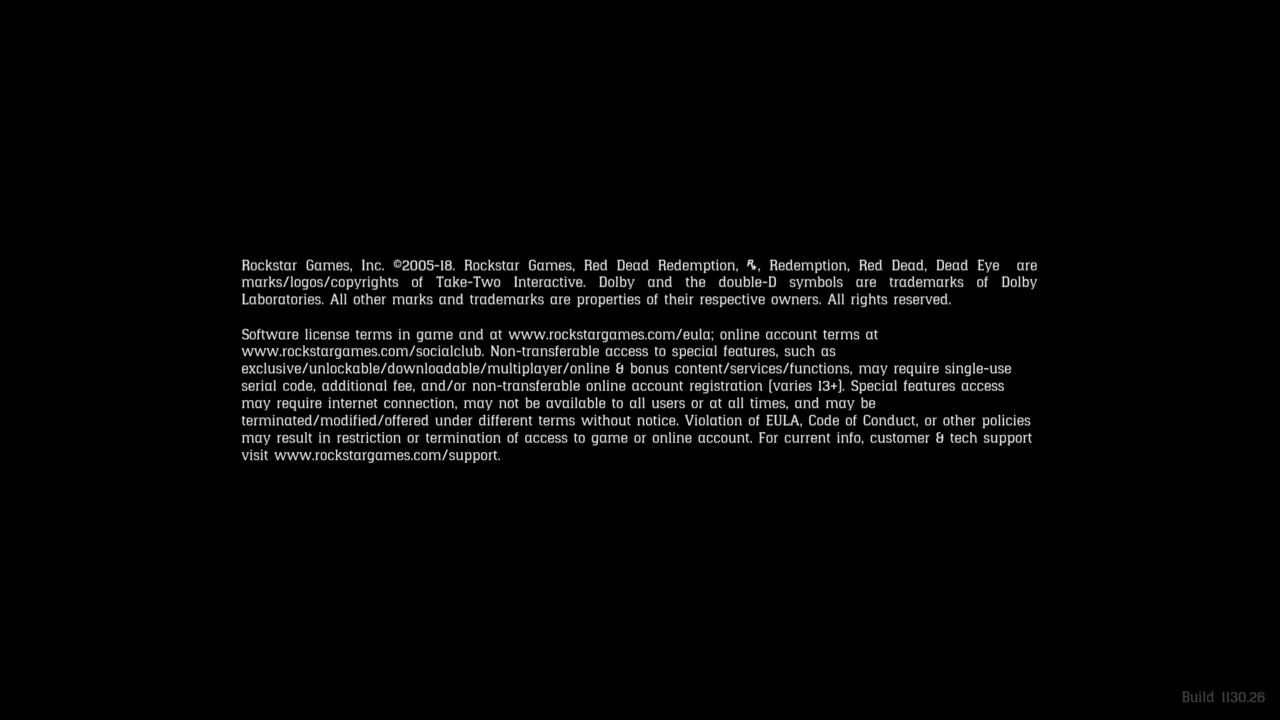 Rockstar Games, Inc. ©2005-18. Rockstar Games, Red Dead Redemption, R★, Redemption, Red Dead, Dead Eye are
marks/logos/copyrights of Take-Two Interactive. Dolby and the double-D symbols are trademarks of Dolby
Laboratories. All other marks and trademarks are properties of their respective owners. All rights reserved.
Software license terms in game and at www.rockstargames.com/eula; online account terms at
www.rockstargames.com/socialclub. Non-transferable access to special features, such as
exclusive/unlockable/downloadable/multiplayer/online & bonus content/services/functions, may require single-use
serial code, additional fee, and/or non-transferable online account registration (varies 13+). Special features access
may require internet connection, may not be available to all users or at all times, and may be
terminated/modified/offered under different terms without notice. Violation of EULA, Code of Conduct, or other policies
may result in restriction or termination of access to game or online account. For current info, customer & tech support
visit www.rockstargames.com/support.
Build 1130.26